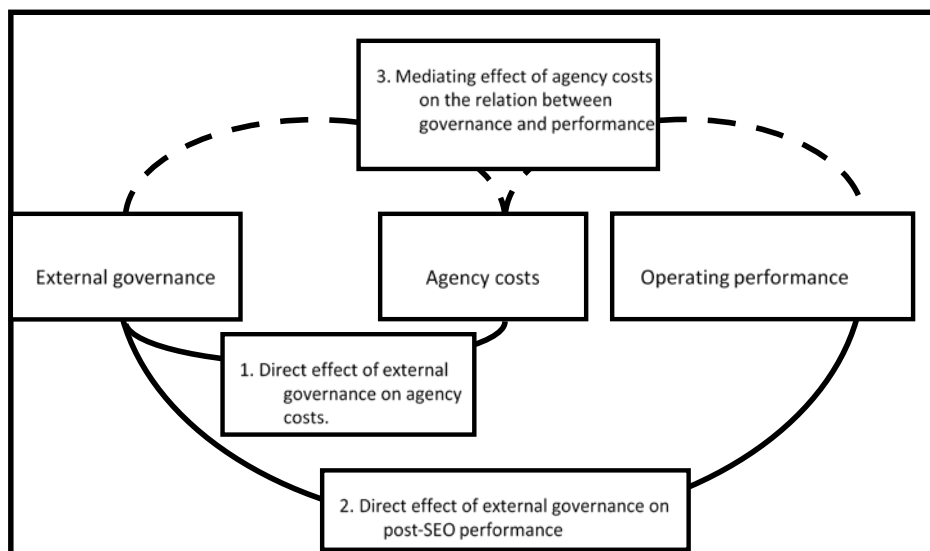 3. Mediating effect of agency costs
on the relation between
governance and performance
External governance
Agency costs
Operating performance
1. Direct effect of external
governance on agency
costs.
2. Direct effect of external governance on
post-SEO performance